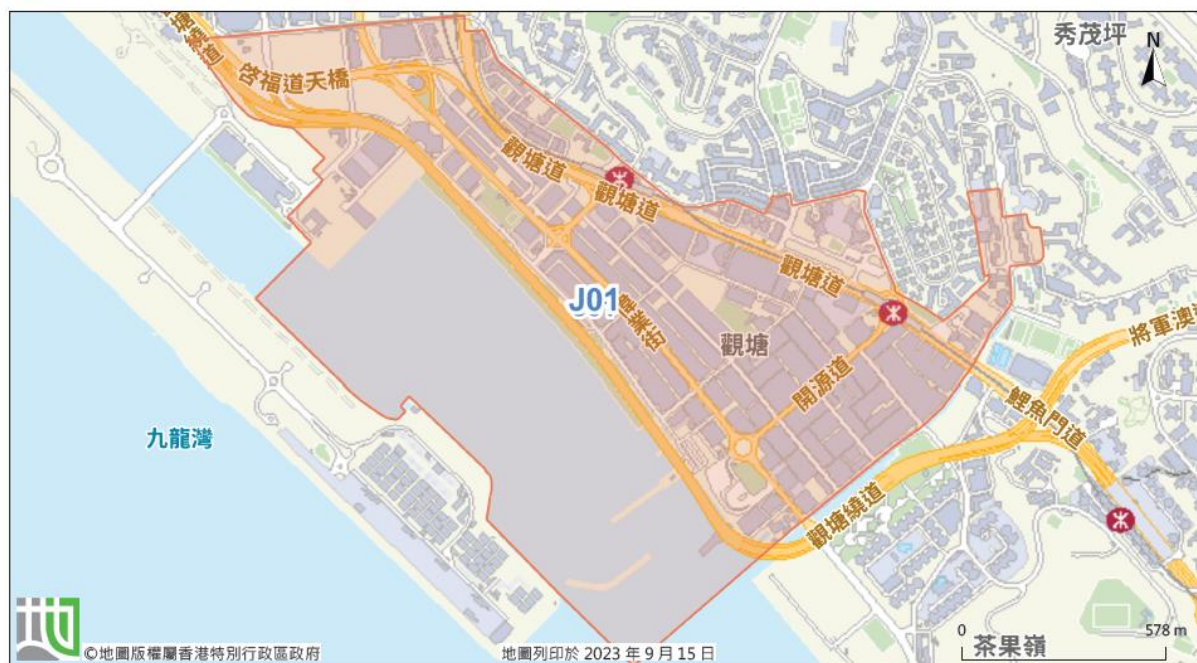 秀茂坪
N
塘繞道
啓福道天橋
觀塘道
觀塘道
觀塘道
J01
偉業街
觀塘
開源道
將軍澳
鯉魚門道
九龍灣
觀塘繞道
茶果嶺
0
578 m
©地圖版權屬香港特別行政區政府
地圖列印於 2023 年 9 月 15 日